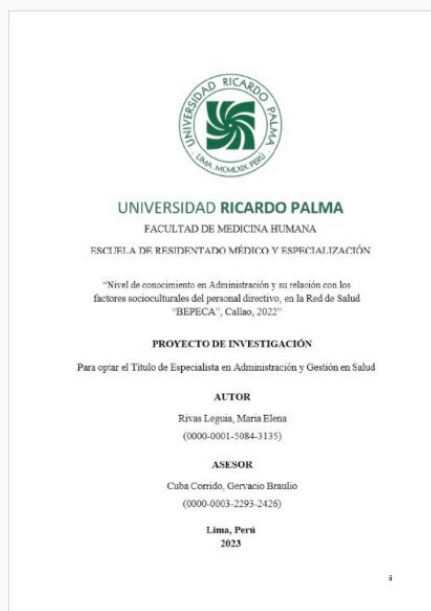 UNIVERSIDAD RICARDO PALMA
LIMA MCMLXIX PERÚ
UNIVERSIDAD RICARDO PALMA
FACULTAD DE MEDICINA HUMANA
ESCUELA DE RESIDENTADO MÉDICO Y ESPECIALIZACIÓN
“Nivel de conocimiento en Administración y su relación con los
factores socioculturales del personal directivo, en la Red de Salud
“BEPECA”, Callao, 2022”
PROYECTO DE INVESTIGACIÓN
Para optar el Título de Especialista en Administración y Gestión en Salud
AUTOR
Rivas Leguia, Maria Elena
(0000-0001-5084-3135)
ASESOR
Cuba Corrido, Gervacio Braulio
(0000-0003-2293-2426)
Lima, Perú
2023
ii